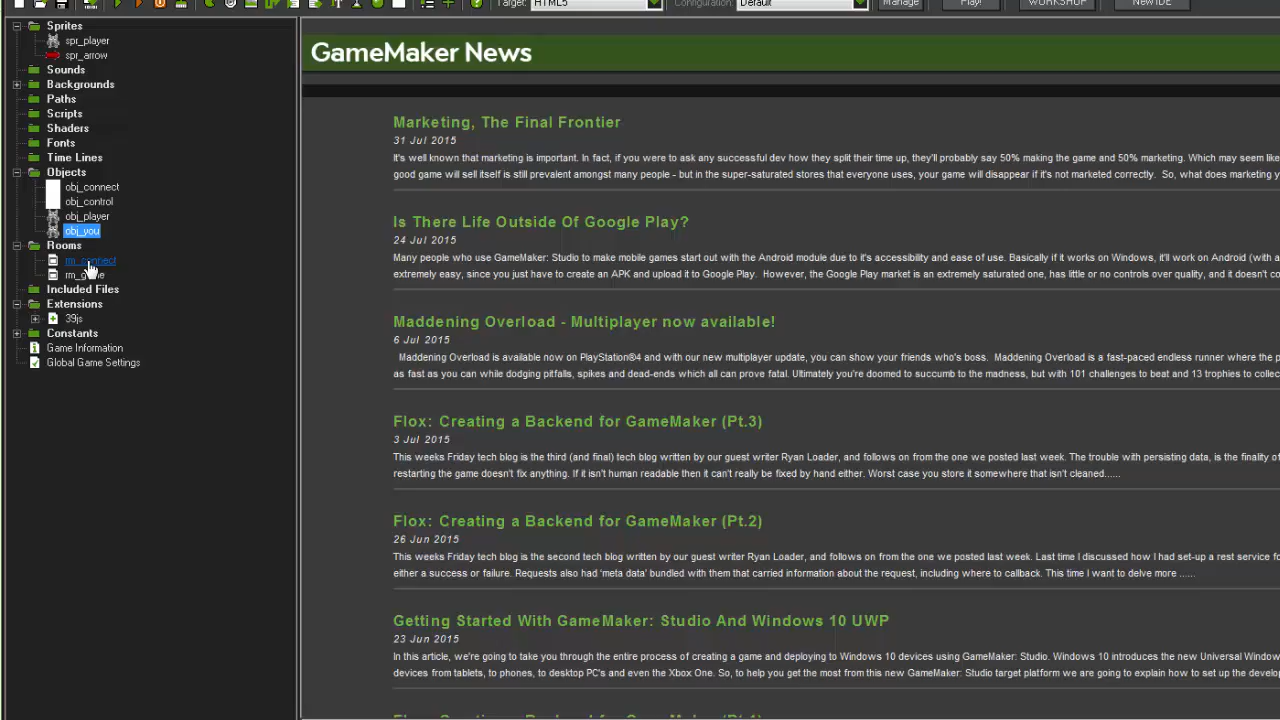 Target: HTML5 Configuration: Default Manage Play! WORKSHOP New IDE
Sprites
spr_player
spr_arrow
Sounds
Backgrounds
Paths
Scripts
Shaders
Fonts
Time Lines
Objects
obj_connect
obj_control
obj_player
obj_you
Rooms
rm_connect
Included Files
Extensions
39js
Constants
Game Information
Global Game Settings
GameMaker News
Marketing, The Final Frontier
31 Jul 2015
It's well known that marketing is important. In fact, if you were to ask any successful dev how they split their time up, they'll probably say 50% making the game and 50% marketing. Which may seem like
good game will sell itself is still prevalent amongst many people - but in the super-saturated stores that everyone uses, your game will disappear if it's not marketed correctly. So, what does marketing y
Is There Life Outside Of Google Play?
24 Jul 2015
Many people who use GameMaker: Studio to make mobile games start out with the Android module due to it's accessibility and ease of use. Basically if it works on Windows, it'll work on Android (with a
extremely easy, since you just have to create an APK and upload it to Google Play. However, the Google Play market is an extremely saturated one, has little or no controls over quality, and it doesn't co
Maddening Overload - Multiplayer now available!
6 Jul 2015
Maddening Overload is available now on PlayStation®4 and with our new multiplayer update, you can show your friends who's boss. Maddening Overload is a fast-paced endless runner where the p
as fast as you can while dodging pitfalls, spikes and dead-ends which all can prove fatal. Ultimately you're doomed to succumb to the madness, but with 101 challenges to beat and 13 trophies to collec
Flox: Creating a Backend for GameMaker (Pt.3)
3 Jul 2015
This weeks Friday tech blog is the third (and final) tech blog written by our guest writer Ryan Loader, and follows on from the one we posted last week. The trouble with persisting data, is the finality of
restarting the game doesn't fix anything. If it isn't human readable then it can't really be fixed by hand either. Worst case you store it somewhere that isn't cleaned......
Flox: Creating a Backend for GameMaker (Pt.2)
26 Jun 2015
This weeks Friday tech blog is the second tech blog written by our guest writer Ryan Loader, and follows on from the one we posted last week. Last time I discussed how I had set-up a rest service fo
either a success or failure. Requests also had 'meta data' bundled with them that carried information about the request, including where to callback. This time I want to delve more ......
Getting Started With GameMaker: Studio And Windows 10 UWP
23 Jun 2015
In this article, we're going to take you through the entire process of creating a game and deploying to Windows 10 devices using GameMaker: Studio. Windows 10 introduces the new Universal Window
devices from tablets, to phones, to desktop PC's and even the Xbox One. So, to help you get the most from this new GameMaker: Studio target platform we are going to explain how to set up the develop